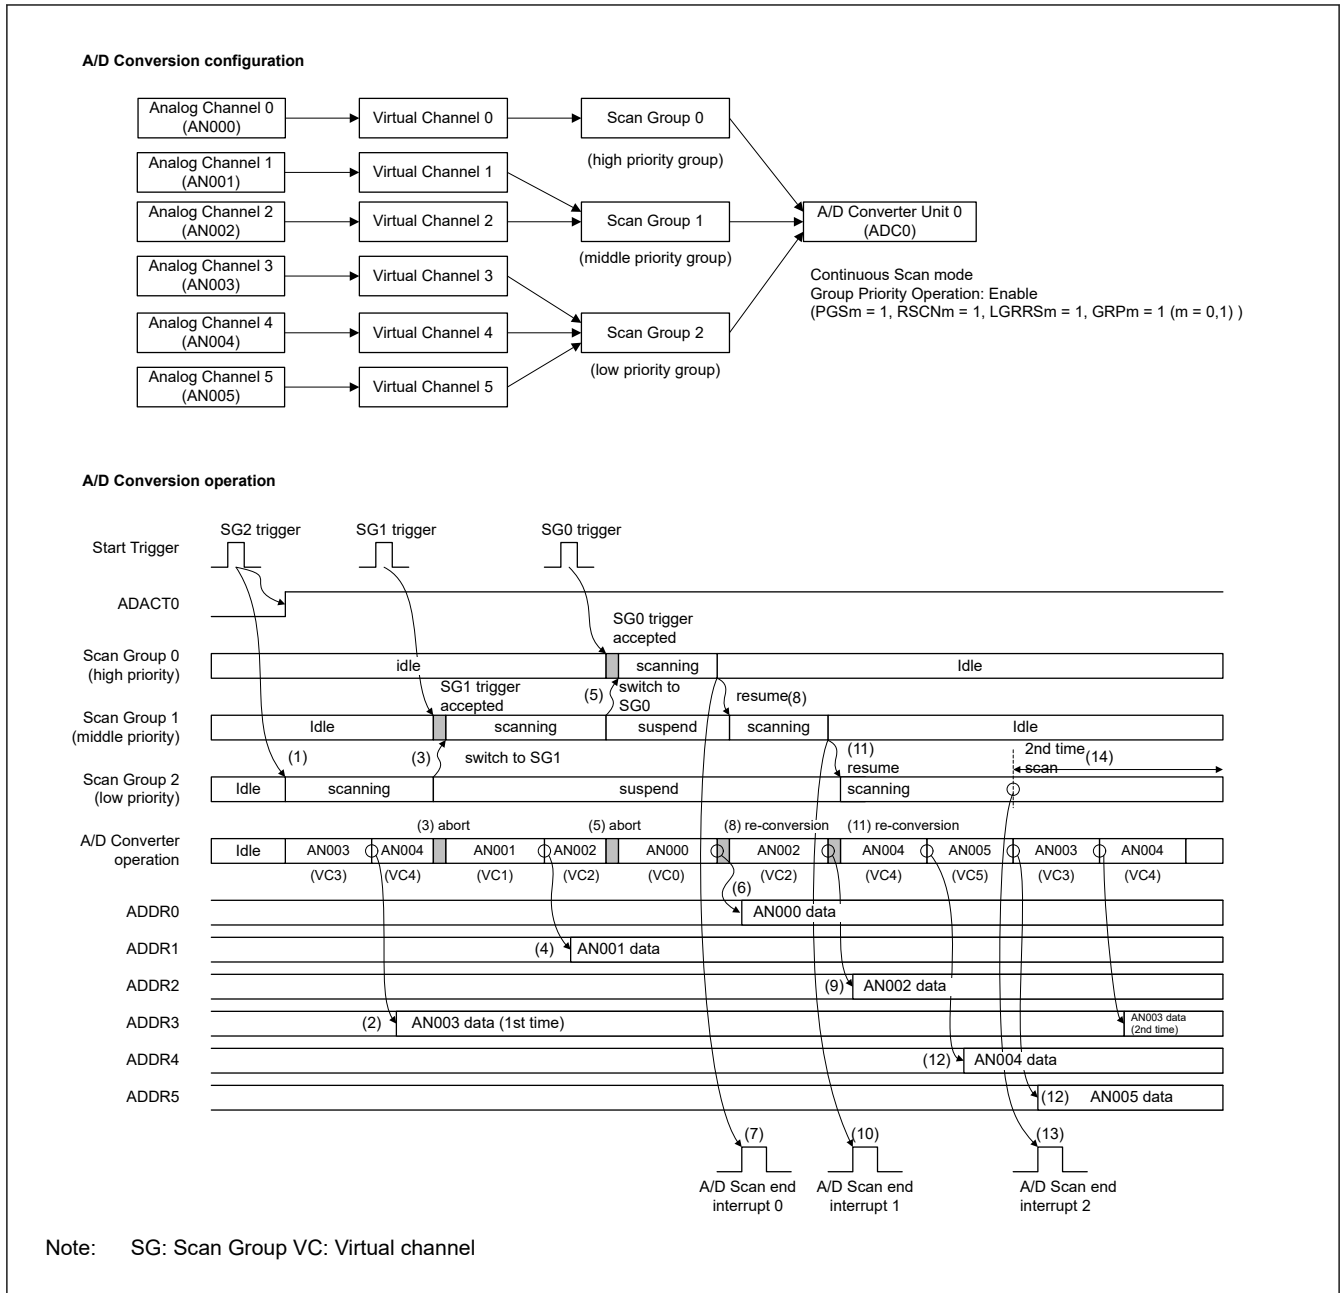 A/D Conversion configuration
Analog Channel 0
(AN000)
Virtual Channel 0
Scan Group 0
(high priority group)
Analog Channel 1
(AN001)
Virtual Channel 1
Analog Channel 2
(AN002)
Virtual Channel 2
Scan Group 1
(middle priority group)
A/D Converter Unit 0
(ADC0)
Analog Channel 3
(AN003)
Virtual Channel 3
Continuous Scan mode
Group Priority Operation: Enable
(PGSm = 1, RSCNm = 1, LGRRSm = 1, GRPm = 1 (m = 0,1) )
Analog Channel 4
(AN004)
Virtual Channel 4
Scan Group 2
(low priority group)
Analog Channel 5
(AN005)
Virtual Channel 5
A/D Conversion operation
SG2 trigger
SG1 trigger
SG0 trigger
Start Trigger
ADACT0
SG0 trigger
accepted
Scan Group 0
(high priority)
idle
scanning
Idle
SG1 trigger
accepted
(5)
switch to
SG0
resume
(8)
Scan Group 1
(middle priority)
Idle
scanning
suspend
scanning
Idle
(1)
(3)
switch to SG1
(11)
resume
2nd time
scan
(14)
Scan Group 2
(low priority)
Idle
scanning
suspend
scanning
(3) abort
(5) abort
(8) re-conversion
(11) re-conversion
A/D Converter
operation
Idle
AN003
AN004
AN001
AN002
AN000
AN002
AN004
AN005
AN003
AN004
(VC3)
(VC4)
(VC1)
(VC2)
(VC0)
(VC2)
(VC4)
(VC5)
(VC3)
(VC4)
(6)
ADDR0
AN000 data
ADDR1
(4)
AN001 data
ADDR2
(9)
AN002 data
ADDR3
(2)
AN003 data (1st time)
AN003 data
(2nd time)
ADDR4
(12)
AN004 data
ADDR5
(12)
AN005 data
(7)
(10)
(13)
A/D Scan end
interrupt 0
A/D Scan end
interrupt 1
A/D Scan end
interrupt 2
Note: SG: Scan Group VC: Virtual channel